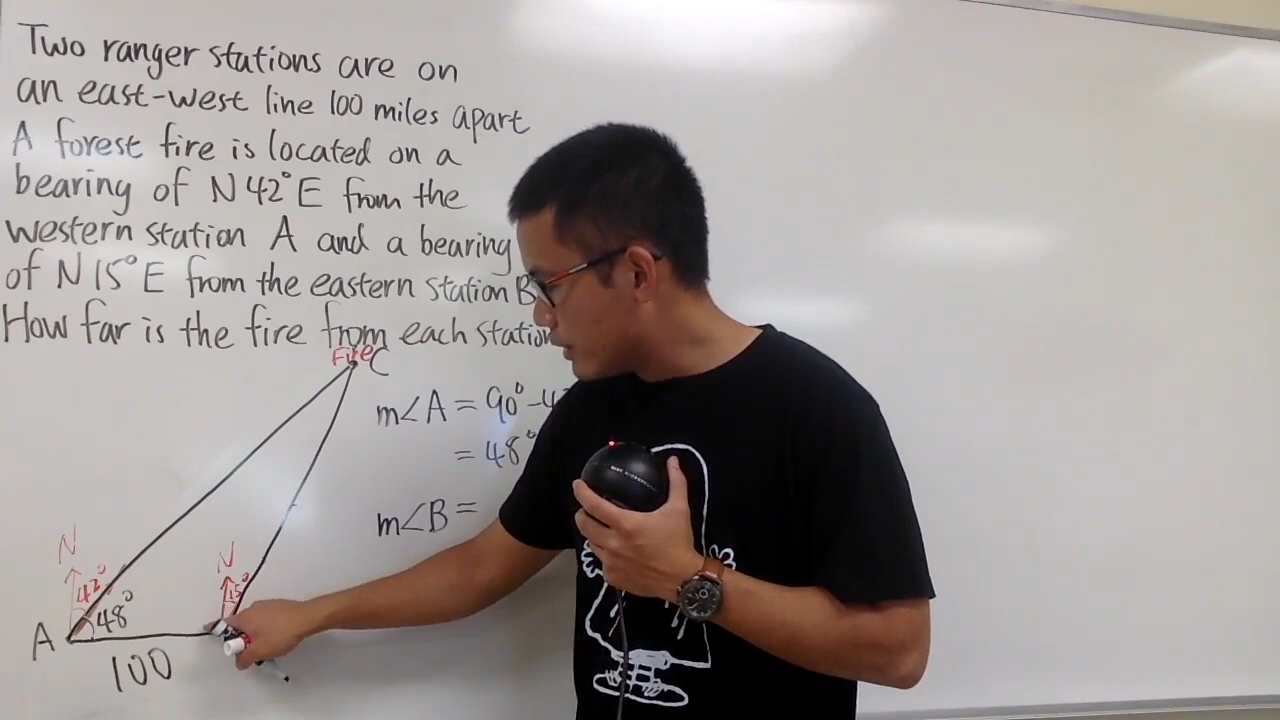 Two ranger stations are on
an east-west line 100 miles apart
A forest fire is located on a
bearing of N 42° E from the
western station A and a bearing
of N 15° E from the eastern station B
How far is the fire from each station
Fire C
m∠A = 90° - 4
= 48°
m∠B =
N
N
42°
15°
48°
A
100